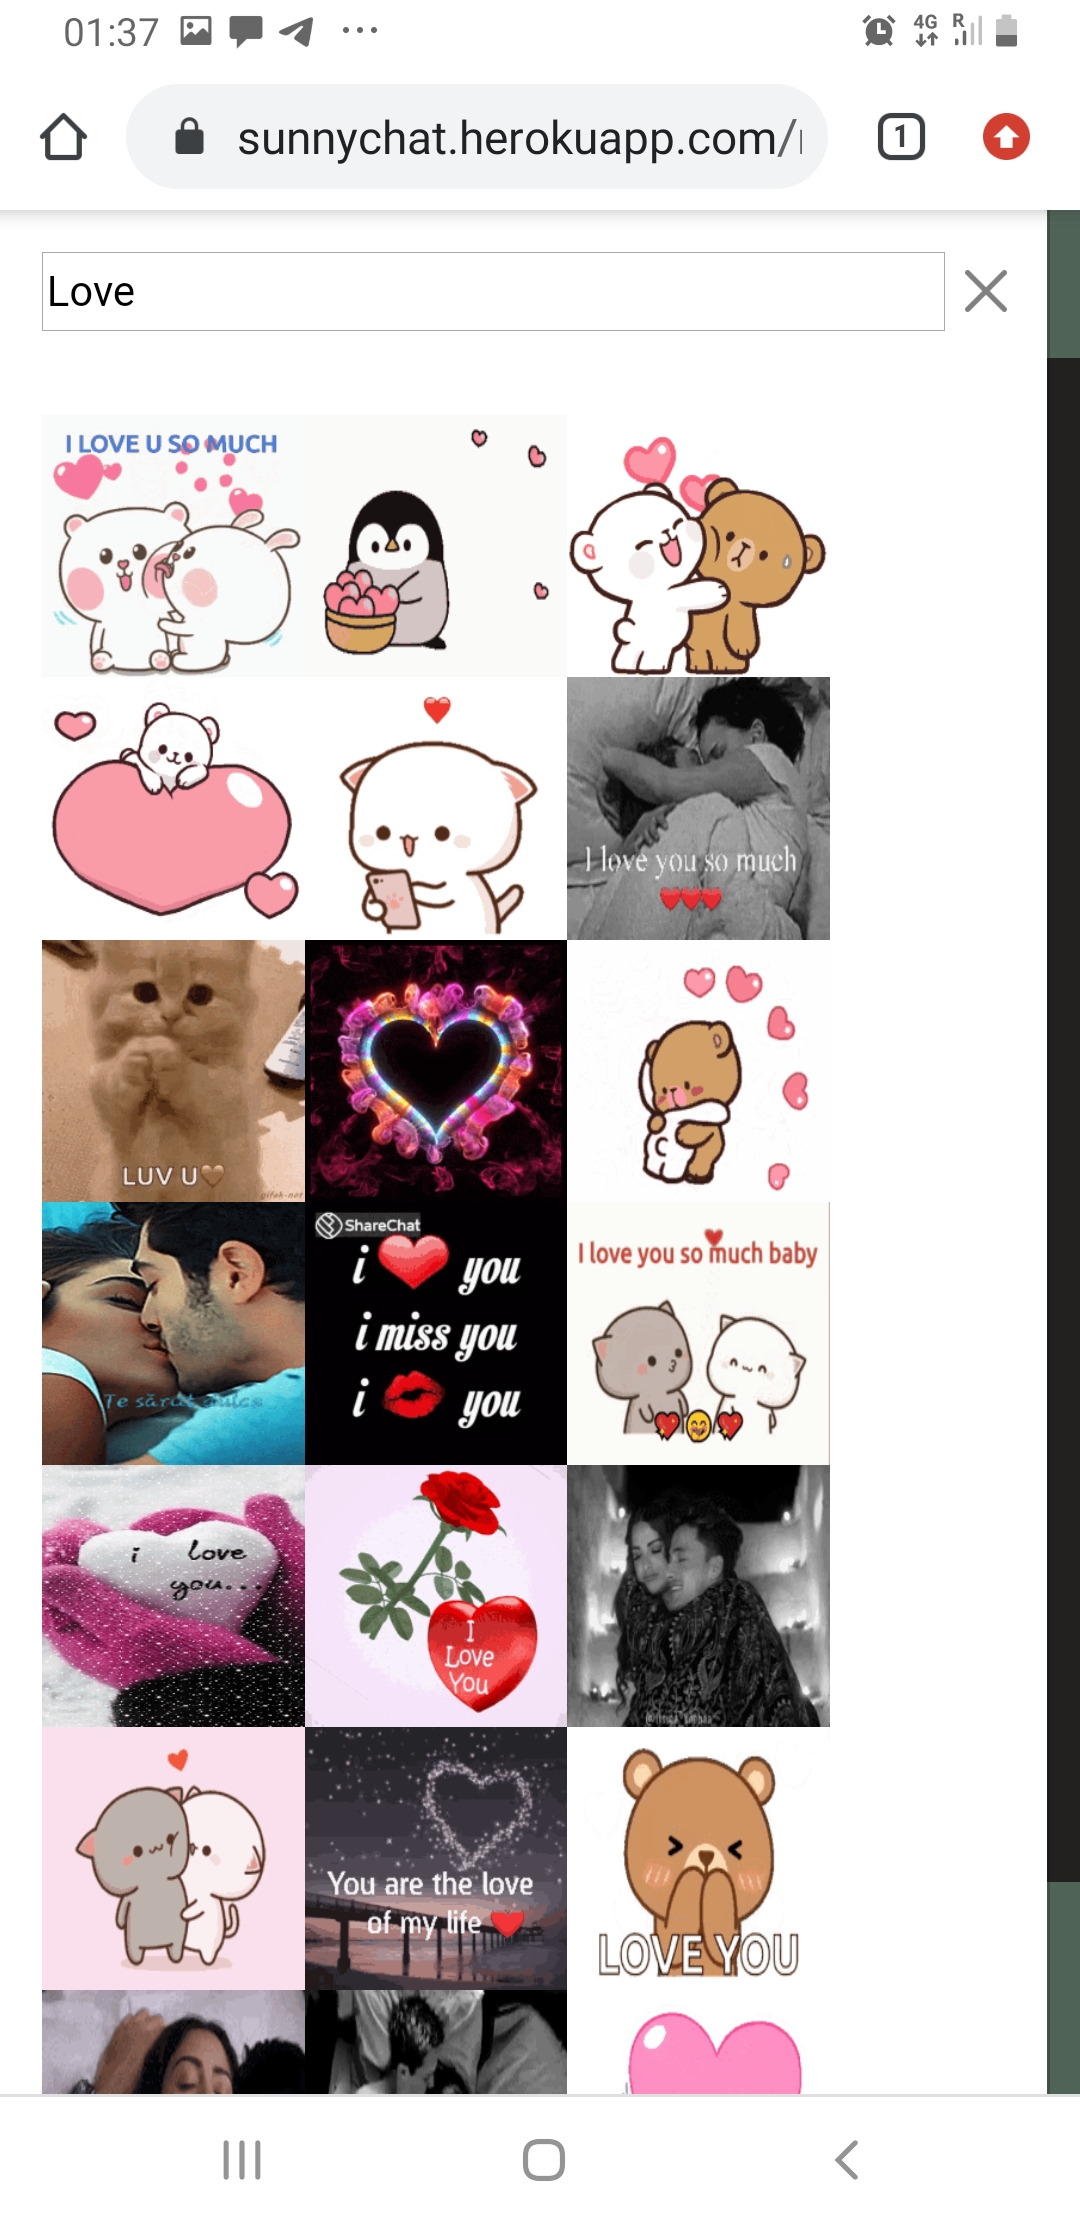 01:37
4G
R
sunnychat.herokuapp.com/
1
Love
I LOVE U SO MUCH
I love you so much
LUV U
gifak-net
Te sărut dulce
ShareChat
i you
i miss you
i you
I love you so much baby
i love
you...
I
Love
You
You are the love
of my life
LOVE YOU